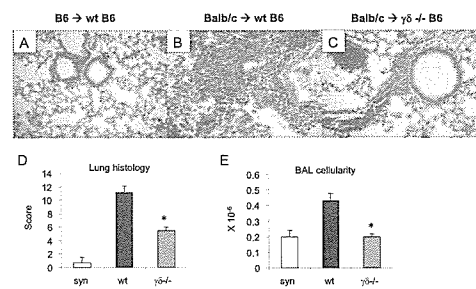 B6 → wt B6
Balb/c → wt B6
Balb/c → γδ -/- B6
A
B
C
D
Lung histology
Score
14
12
10
8
6
4
2
0
*
syn
wt
γδ-/-
E
BAL cellularity
X 10⁻⁶
0,6
0,5
0,4
0,3
0,2
0,1
0
*
syn
wt
γδ-/-